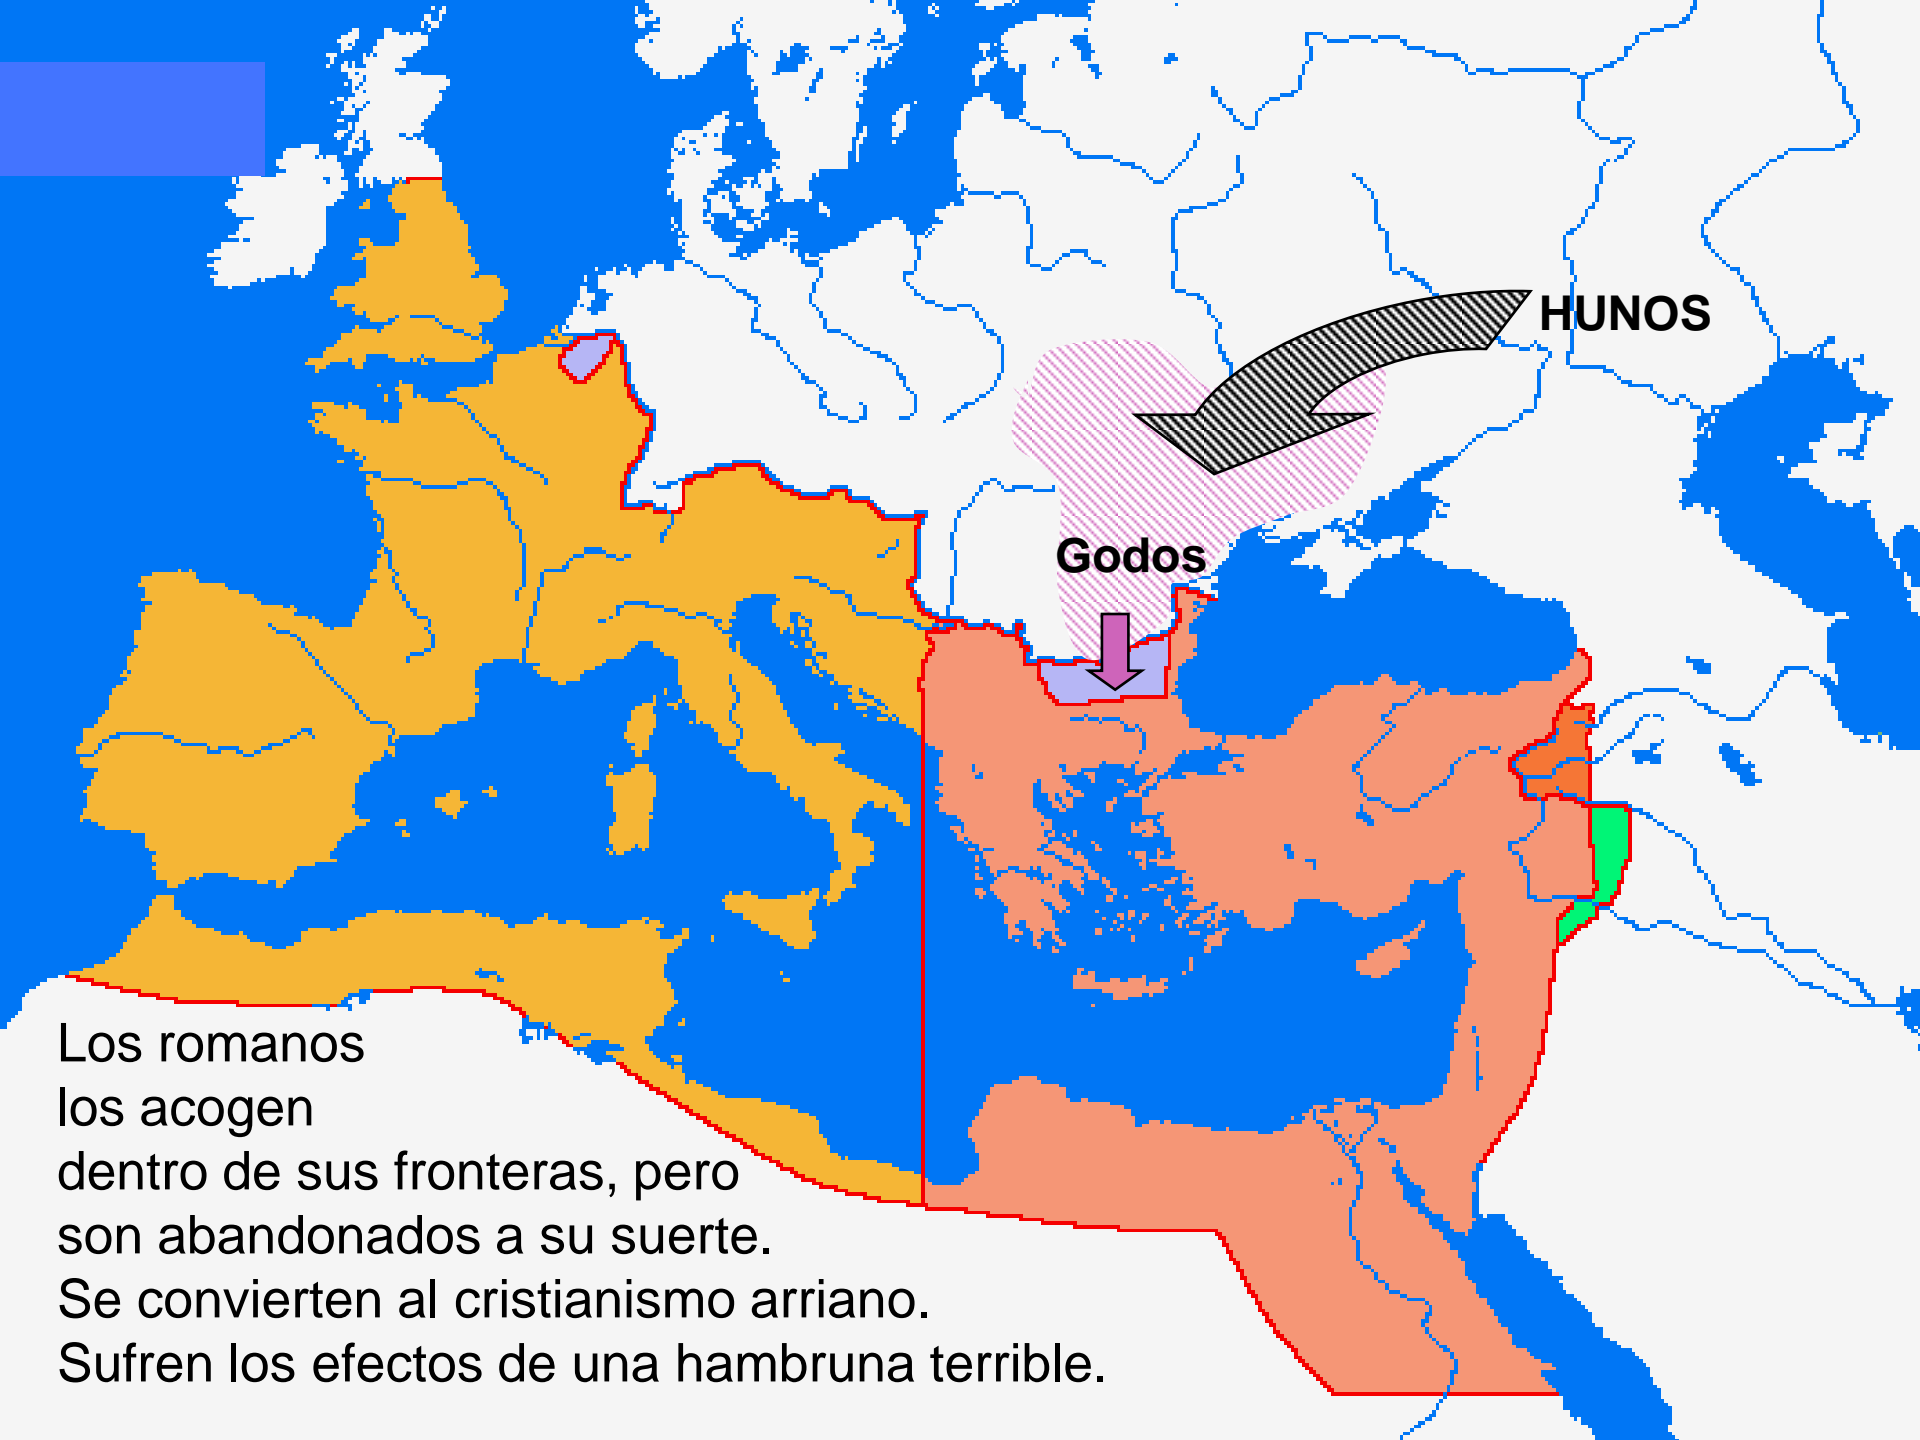 HUNOS
Godos
Los romanos
los acogen
dentro de sus fronteras, pero
son abandonados a su suerte.
Se convierten al cristianismo arriano.
Sufren los efectos de una hambruna terrible.